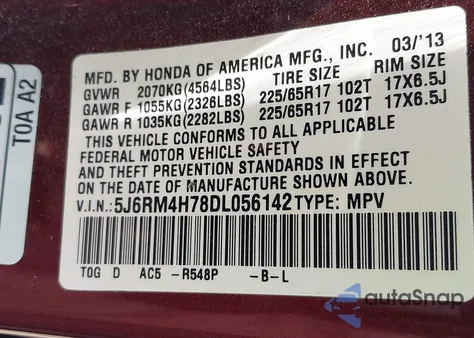 MFD. BY HONDA OF AMERICA MFG., INC. 03/'13
GVWR 2070KG(4564LBS) TIRE SIZE RIM SIZE
GAWR F 1055KG(2326LBS) 225/65R17 102T 17X6.5J
GAWR R 1035KG(2282LBS) 225/65R17 102T 17X6.5J
THIS VEHICLE CONFORMS TO ALL APPLICABLE
FEDERAL MOTOR VEHICLE SAFETY
AND THEFT PREVENTION STANDARDS IN EFFECT
ON THE DATE OF MANUFACTURE SHOWN ABOVE.
V.I.N.:5J6RM4H78DL056142 TYPE: MPV
T0G D AC5 -R548P -B-L
T0A A2
autoSnap